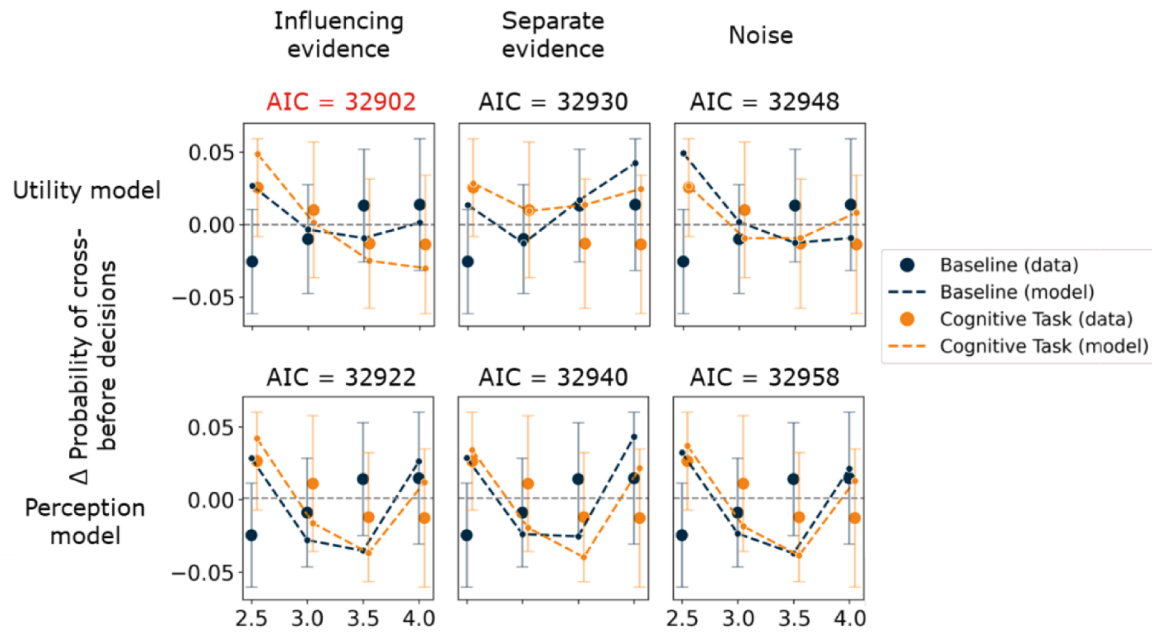 Influencing
evidence
Separate
evidence
Noise
AIC = 32902
AIC = 32930
AIC = 32948
Utility model
0.05
0.00
−0.05
Δ Probability of cross-
before decisions
Baseline (data)
Baseline (model)
Cognitive Task (data)
Cognitive Task (model)
AIC = 32922
AIC = 32940
AIC = 32958
Perception
model
0.05
0.00
−0.05
2.5 3.0 3.5 4.0
2.5 3.0 3.5 4.0